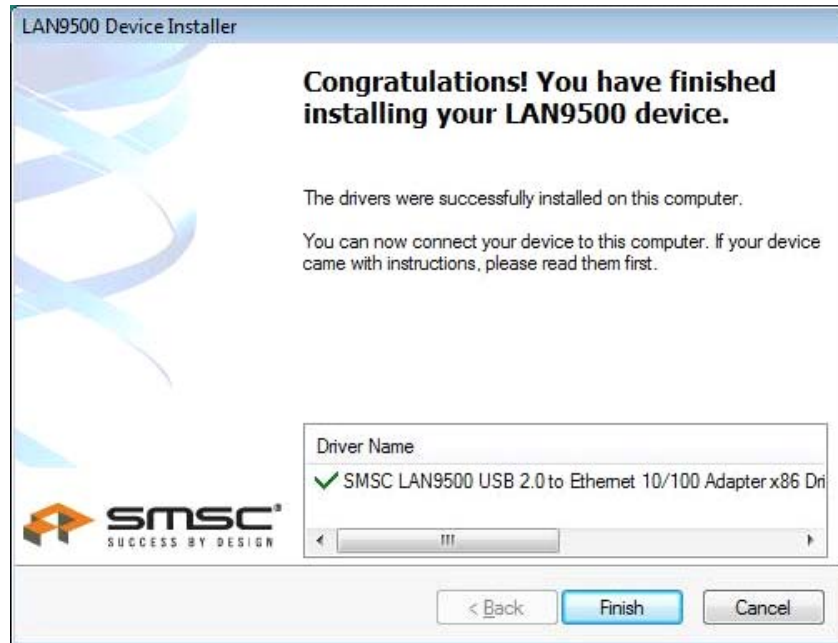 LAN9500 Device Installer
Congratulations! You have finished
installing your LAN9500 device.
The drivers were successfully installed on this computer.
You can now connect your device to this computer. If your device
came with instructions, please read them first.
Driver Name
SMSC LAN9500 USB 2.0 to Ethernet 10/100 Adapter x86 Dri
smsc
SUCCESS BY DESIGN
< Back
Finish
Cancel